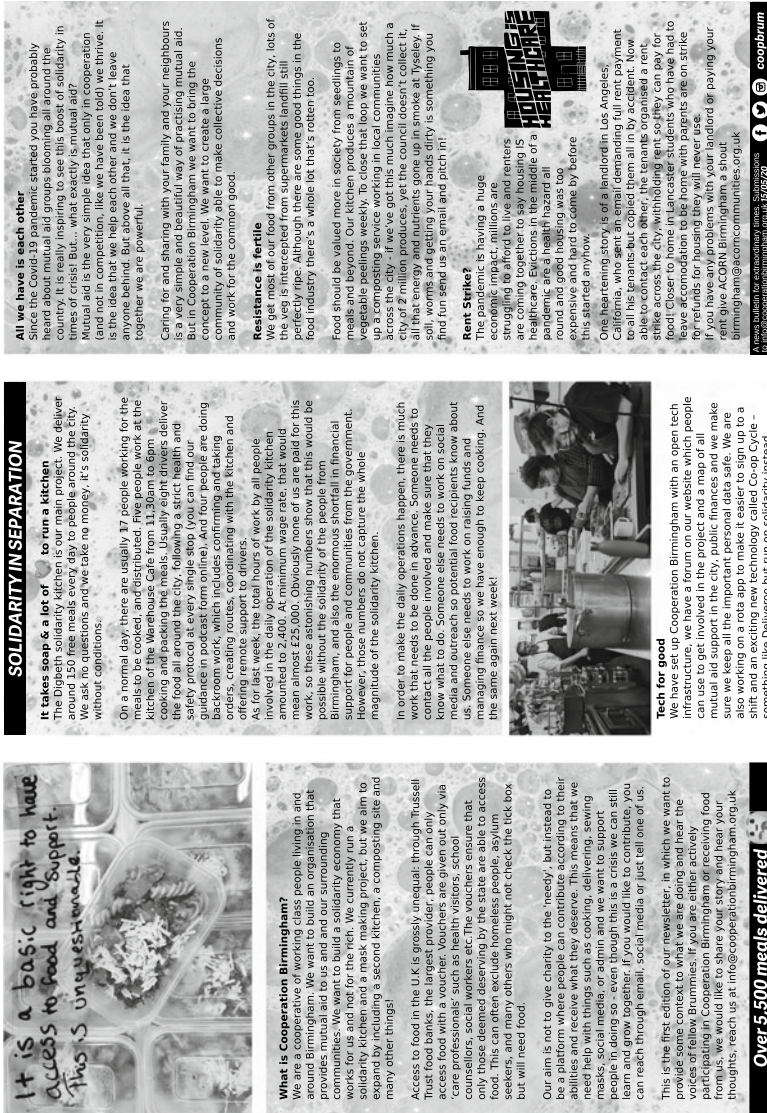 It is a basic right to have
access to food and support.
This is unquestionable.
What is Cooperation Birmingham?
We are a cooperative of working class people living in and
around Birmingham. We want to build an organisation that
provides mutual aid to us and and our surrounding
communities. We want to build a solidarity economy that
works for us and not for the rich. We currently run a
solidarity kitchen and a mask making project, but we aim to
expand by including a second kitchen, a composting site and
many other things!
Access to food in the U.K is grossly unequal: through Trussell
Trust food banks, the largest provider, people can only
access food with a voucher. Vouchers are given out only via
'care professionals' such as health visitors, school
counsellors, social workers etc.The vouchers ensure that
only those deemed deserving by the state are able to access
food. This can often exclude homeless people, asylum
seekers, and many others who might not check the tick box
but will need food.
Our aim is not to give charity to the 'needy', but instead to
be a platform where people can contribute according to their
abilities and receive what they deserve. This means that we
need help with things such as cooking, delivering, sewing
masks, social media, or admin and we want to support
people in doing so - even though this is a crisis we can still
learn and grow together. If you would like to contribute, you
can reach through email, social media or just tell one of us.
This is the first edition of our newsletter, in which we want to
provide some context to what we are doing and hear the
voices of fellow Brummies. If you are either actively
participating in Cooperation Birmingham or receiving food
from us, we would like to share your story and hear your
thoughts, reach us at info@cooperationbirmingham.org.uk
Over 5,500 meals delivered
SOLIDARITY IN SEPARATION
It takes soap & a lot of to run a kitchen
The Digbeth solidarity kitchen is our main project. We deliver
around 150 free meals every day to people around the city.
We ask no questions and we take no money, it's solidarity
without conditions.
On a normal day, there are usually 17 people working for the
meals to be cooked, and distributed. Five people work at the
kitchen of the Warehouse Cafe from 11.30am to 6pm
cooking and packing the meals. Usually eight drivers deliver
the food all around the city, following a strict health and
safety protocol at every single stop (you can find our
guidance in podcast form online). And four people are doing
backroom work, which includes confirming and taking
orders, creating routes, coordinating with the kitchen and
offering remote support to drivers.
As for last week, the total hours of work by all people
involved in the daily operation of the solidarity kitchen
amounted to 2,400. At minimum wage rate, that would
mean almost £25,000. Obviously none of us are paid for this
work, so these astonishing numbers show that this would be
possible without the solidarity of the people from
Birmingham, and also the enormous shortfall in financial
support for people and communities from the government.
However, those numbers do not capture the whole
magnitude of the solidarity kitchen.
In order to make the daily operations happen, there is much
work that needs to be done in advance. Someone needs to
contact all the people involved and make sure that they
know what to do. Someone else needs to work on social
media and outreach so potential food recipients know about
us. Someone else needs to work on raising funds and
managing finance so we have enough to keep cooking. And
the same again next week!
Tech for good
We have set up Cooperation Birmingham with an open tech
infrastructure, we have a forum on our website which people
can use to get involved in the project and a map of all
mutual aid support in the city, public finances and we make
sure we keep all the important personal data safe. We are
also working on a rota app to make it easier to sign up to a
shift and an exciting new technology called Co-op Cycle –
something like Deliveroo but run on solidarity instead.
All we have is each other
Since the Covid-19 pandemic started you have probably
heard about mutual aid groups blooming all around the
country. It is really inspiring to see this boost of solidarity in
times of crisis! But... what exactly is mutual aid?
Mutual aid is the very simple idea that only in cooperation
(and not in competition, like we have been told) we thrive. It
is the idea that we help each other and we don't leave
anyone behind. But above all that, it is the idea that
together we are powerful.
Caring for and sharing with your family and your neighbours
is a very simple and beautiful way of practising mutual aid.
But in Cooperation Birmingham we want to bring the
concept to a new level. We want to create a large
community of solidarity able to make collective decisions
and work for the common good.
Resistance is fertile
We get most of our food from other groups in the city, lots of
the veg is intercepted from supermarkets landfill still
perfectly ripe. Although there are some good things in the
food industry there's a whole lot that's rotten too.
Food should be valued more in society from seedlings to
meals and beyond. Our kitchen produces a mountain of
vegetable peelings weekly. To close that loop we want to set
up a composting service working in local communities
across the city - if we've got this much imagine how much a
city of 2 million produces, yet the council doesn't collect it,
all that energy and nutrients gone up in smoke at Tyseley. If
soil, worms and getting your hands dirty is something you
find fun send us an email and pitch in!
HOUSING IS
HEALTHCARE
Rent Strike?
The pandemic is having a huge
economic impact, millions are
struggling to afford to live and renters
are coming together to say housing IS
healthcare. Evictions in the middle of a
pandemic are a health hazard all
round and good housing was to
expensive and hard to come by before
this started anyhow.
One heartening story is of a landlord in Los Angeles,
California, who sent an email demanding full rent payment
to all his tenants but copied them all in by accident. Now
able to contact each other, the tenants organised a rent
strike across the city, withholding rent so they can pay for
food! Closer to home in Lancaster students who have had to
leave accomodation to be home with parents are on strike
for refunds for housing they will never use.
If you have any problems with your landlord or paying your
rent give ACORN Birmingham a shout
birmingham@acorncommunities.org.uk
A news bulletin for extraordinary times. Submissions
to info@cooperationbirmingham.org.uk 15/05/20
coopbrum